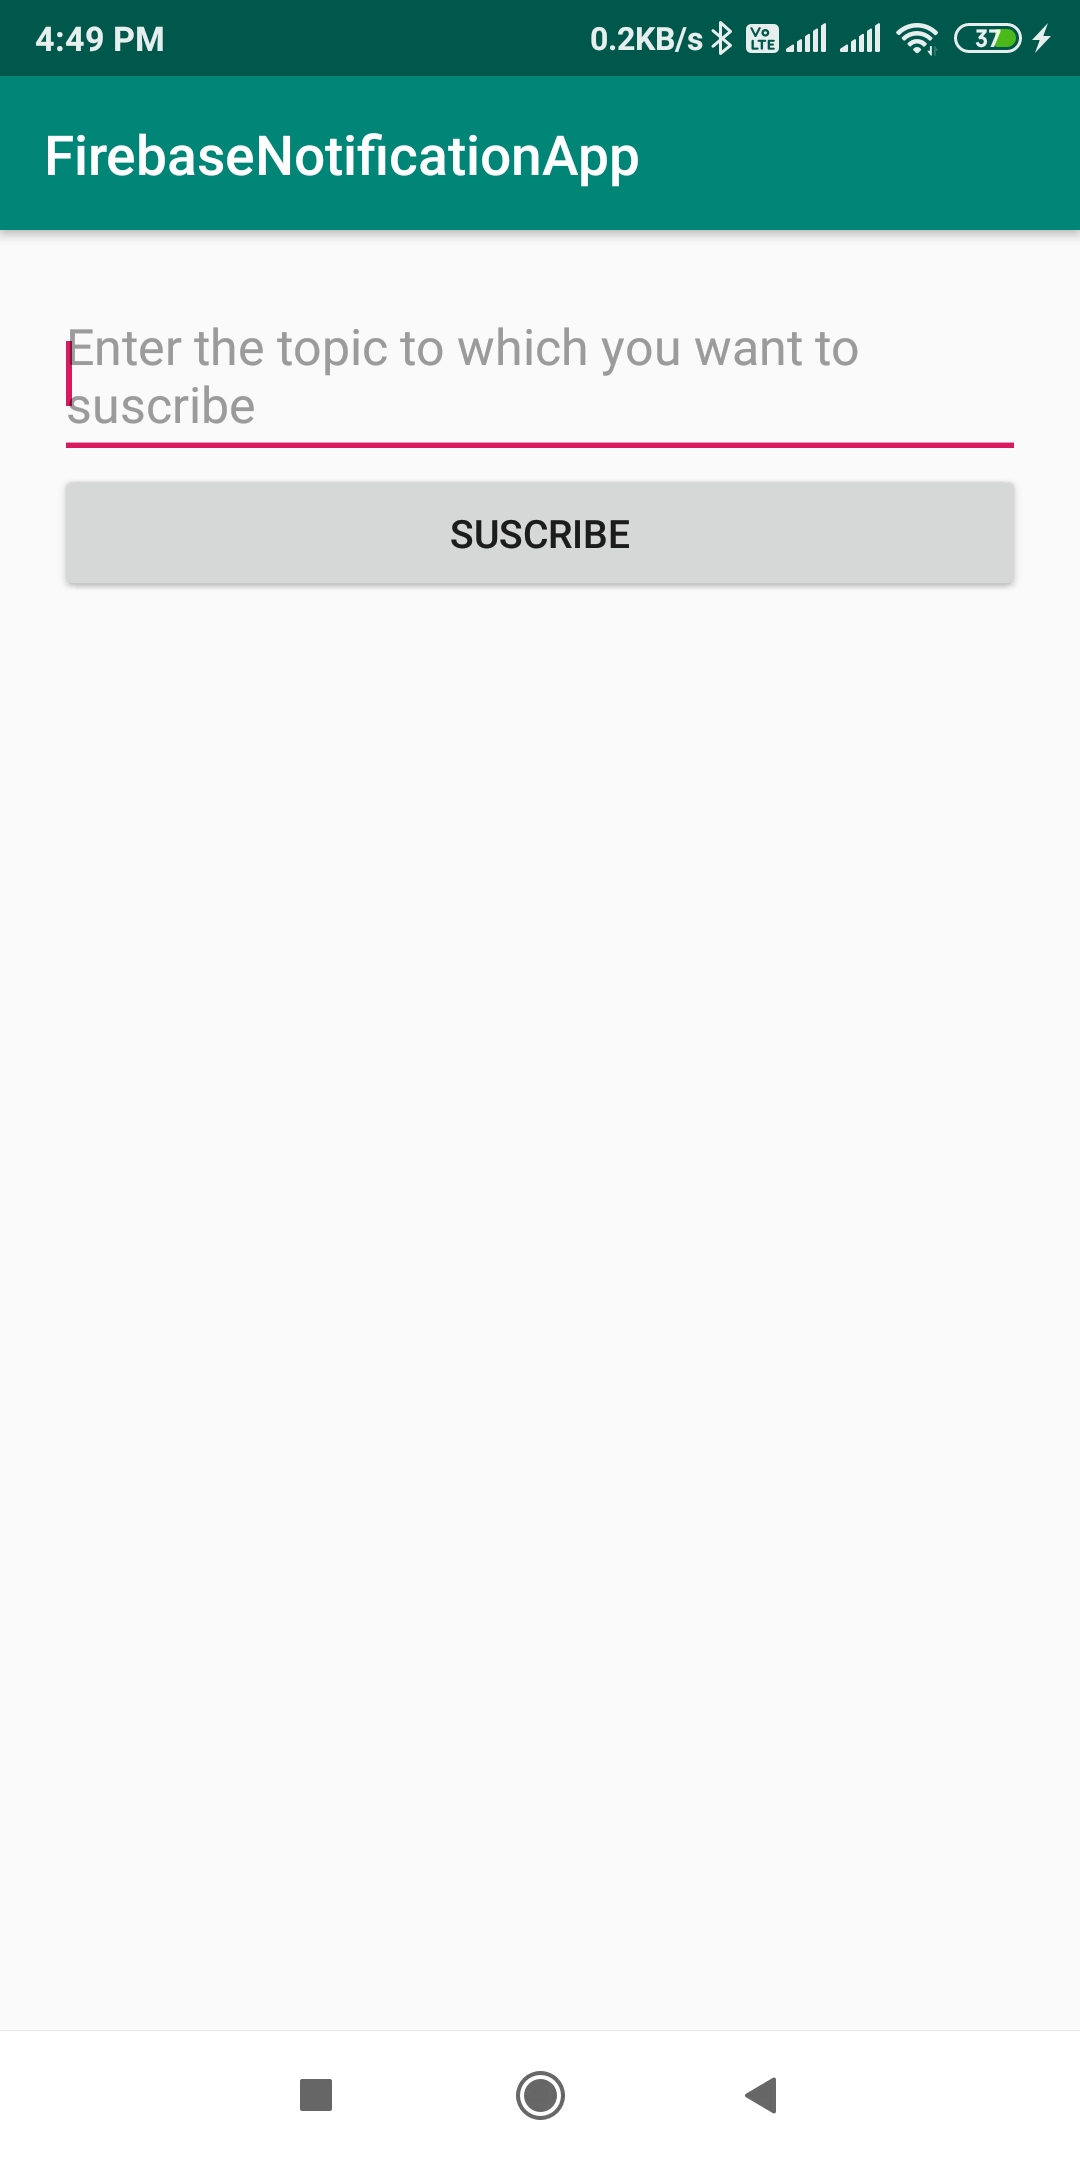 4:49 PM 0.2KB/s Vo LTE 37
FirebaseNotificationApp
Enter the topic to which you want to
suscribe
SUSCRIBE